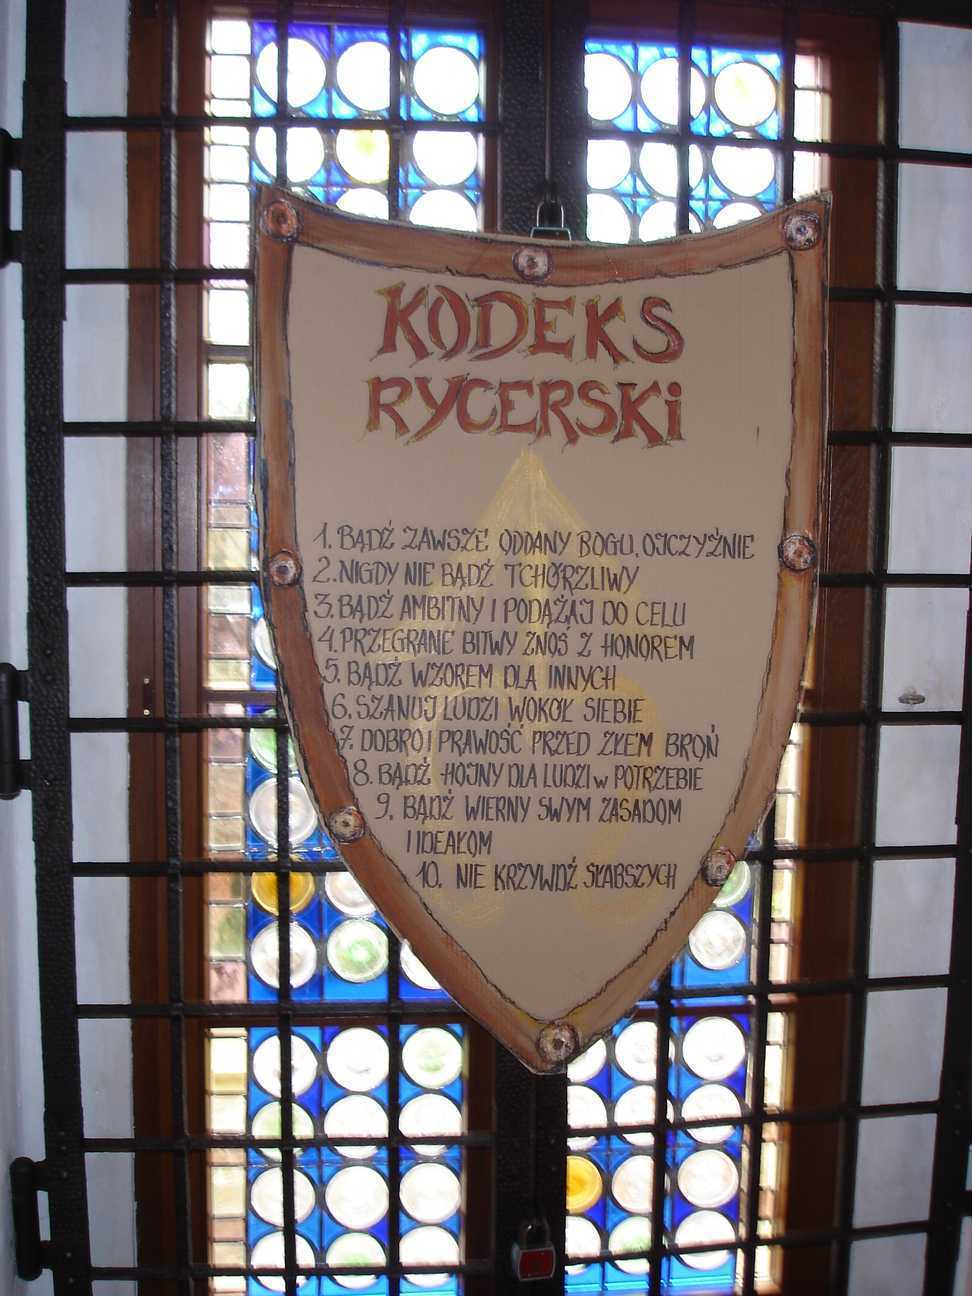 KODEKS
RYCERSKi
1. BĄDŹ ZAWSZE ODDANY BOGU, OJCZYŹNIE
2. NIGDY NIE BĄDŹ TCHÓRZLIWY
3. BĄDŹ AMBITNY I PODĄŻAJ DO CELU
4. PRZEGRANE BITWY ZNOŚ Z HONOREM
5. BĄDŹ WZOREM DLA INNYCH
6. SZANUJ LUDZI WOKÓŁ SIEBIE
7. DOBRO I PRAWOŚĆ PRZED ZŁEM BROŃ
8. BĄDŹ HOJNY DLA LUDZI w POTRZEBIE
9. BĄDŹ WIERNY SWYM ZASADOM
I IDEAŁOM
10. NIE KRZYWDŹ SŁABSZYCH